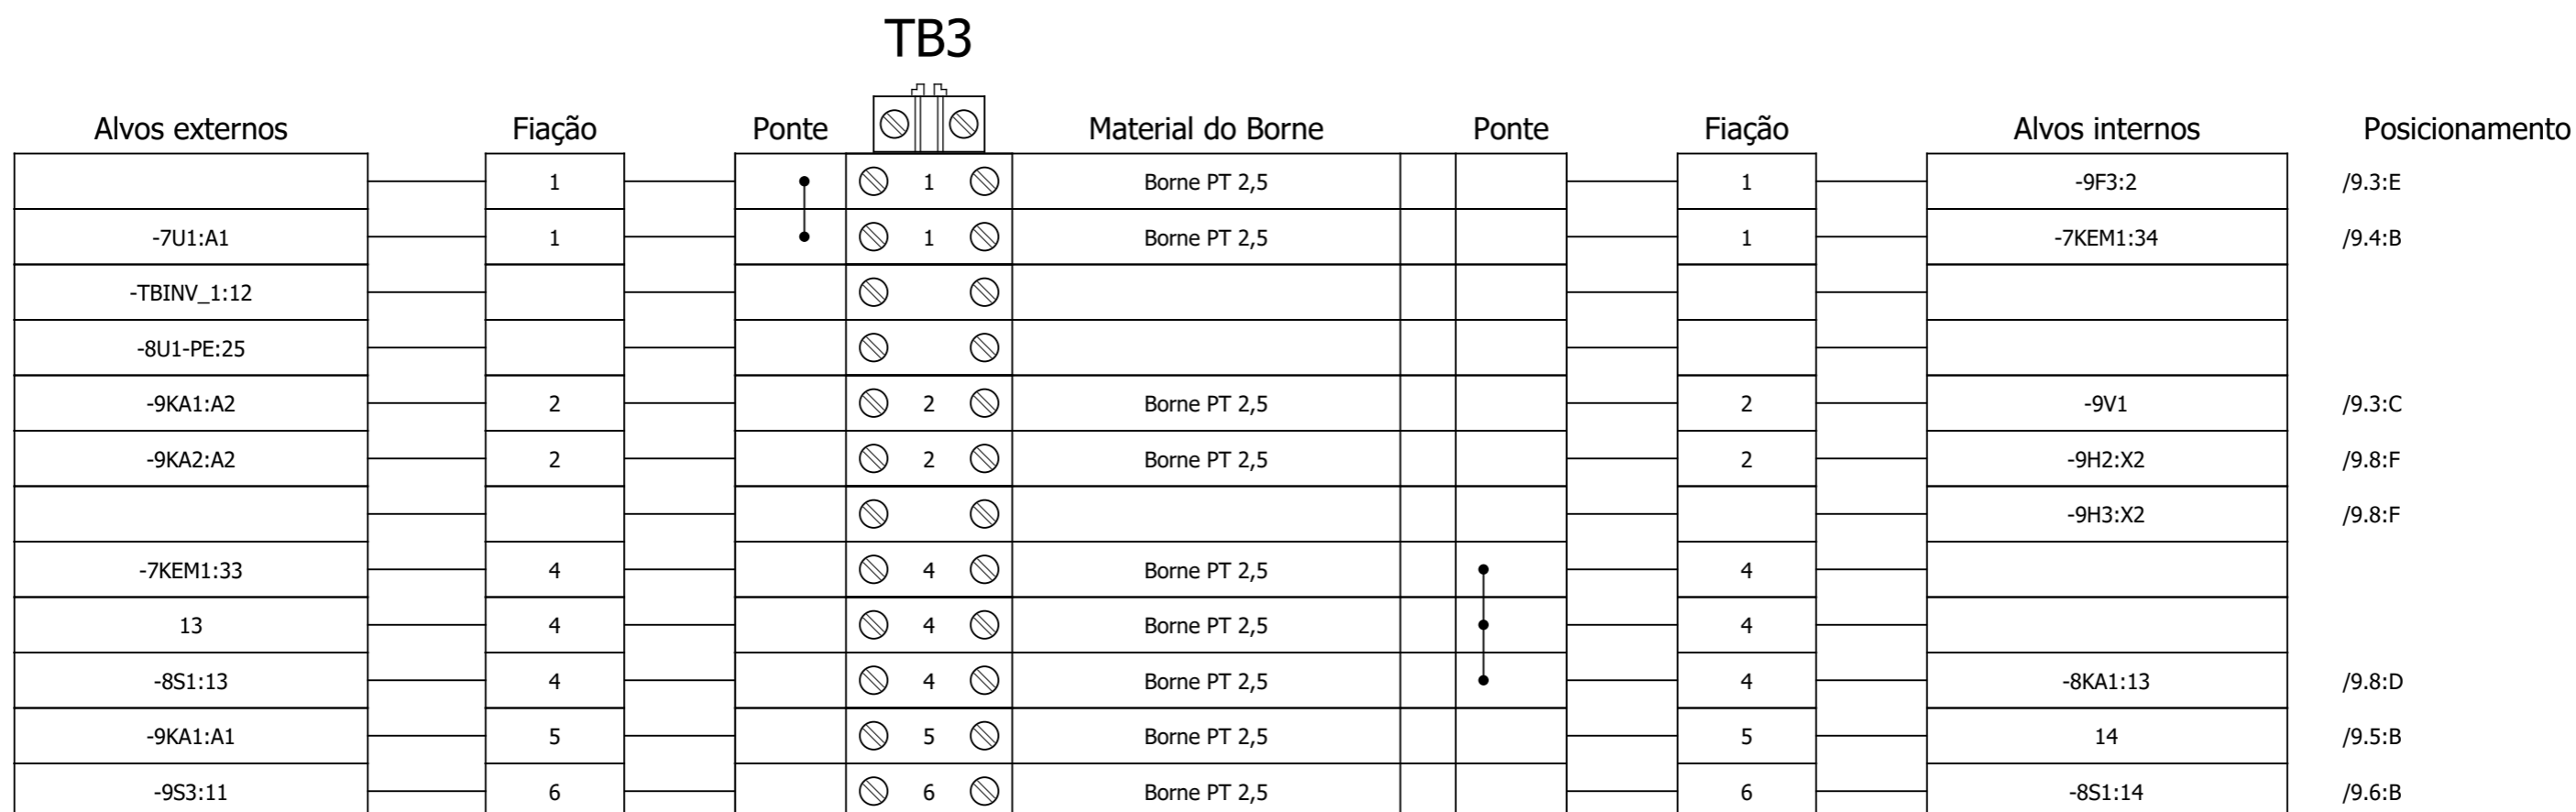 TB3
Alvos externos Fiação Ponte Material do Borne Ponte Fiação Alvos internos Posicionamento
1 1 Borne PT 2,5 1 -9F3:2 /9.3:E
-7U1:A1 1 1 Borne PT 2,5 1 -7KEM1:34 /9.4:B
-TBINV_1:12
-8U1-PE:25
-9KA1:A2 2 2 Borne PT 2,5 2 -9V1 /9.3:C
-9KA2:A2 2 2 Borne PT 2,5 2 -9H2:X2 /9.8:F
-9H3:X2 /9.8:F
-7KEM1:33 4 4 Borne PT 2,5 4
13 4 4 Borne PT 2,5 4
-8S1:13 4 4 Borne PT 2,5 4 -8KA1:13 /9.8:D
-9KA1:A1 5 5 Borne PT 2,5 5 14 /9.5:B
-9S3:11 6 6 Borne PT 2,5 6 -8S1:14 /9.6:B